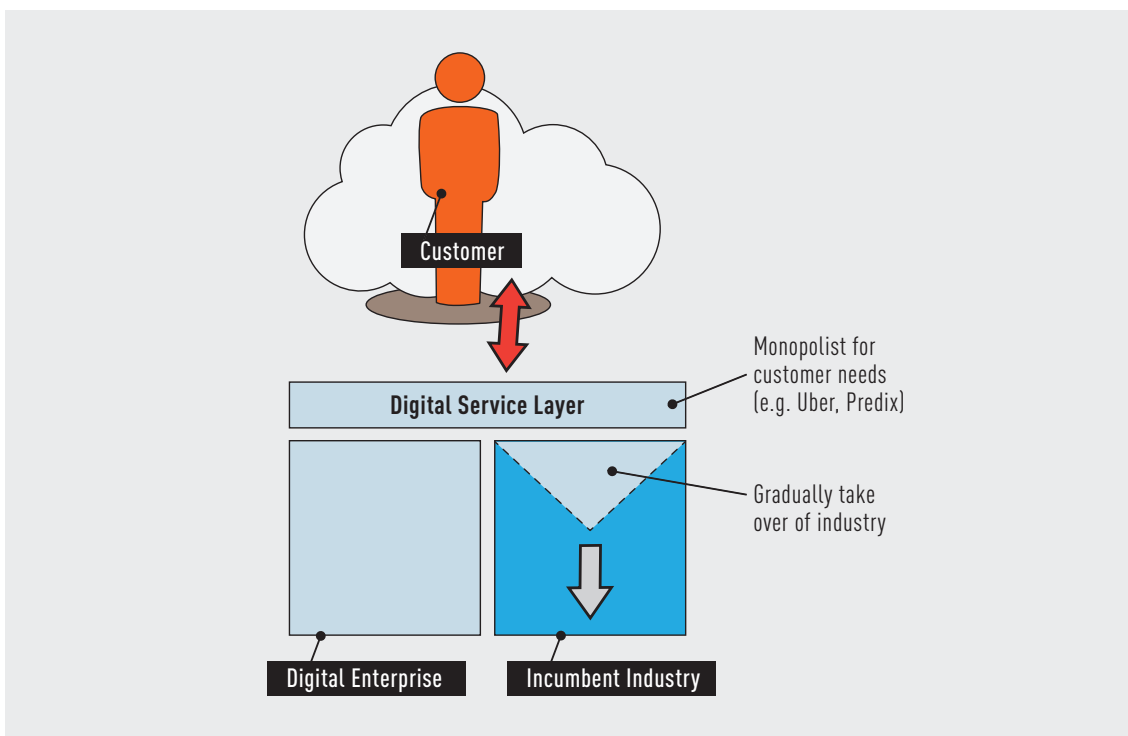 Customer
Monopolist for
customer needs
(e.g. Uber, Predix)
Digital Service Layer
Gradually take
over of industry
Digital Enterprise
Incumbent Industry